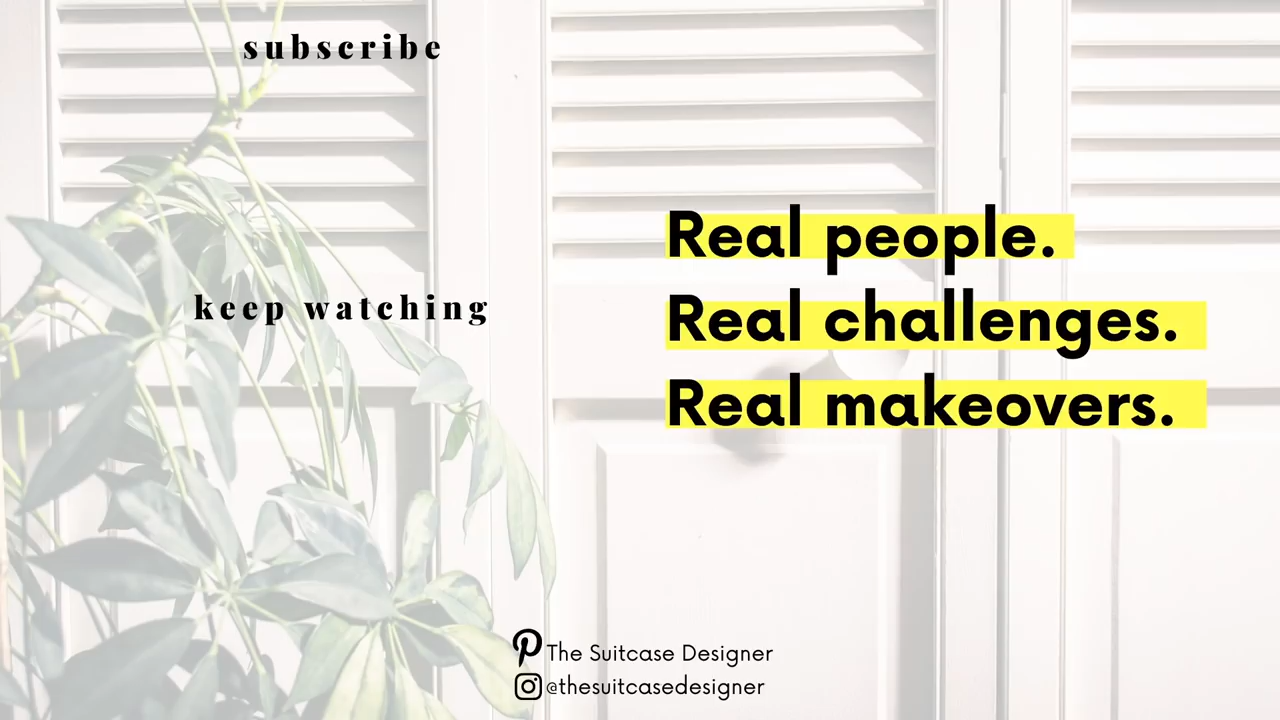 subscribe
keep watching
Real people.
Real challenges.
Real makeovers.
The Suitcase Designer
@thesuitcasedesigner